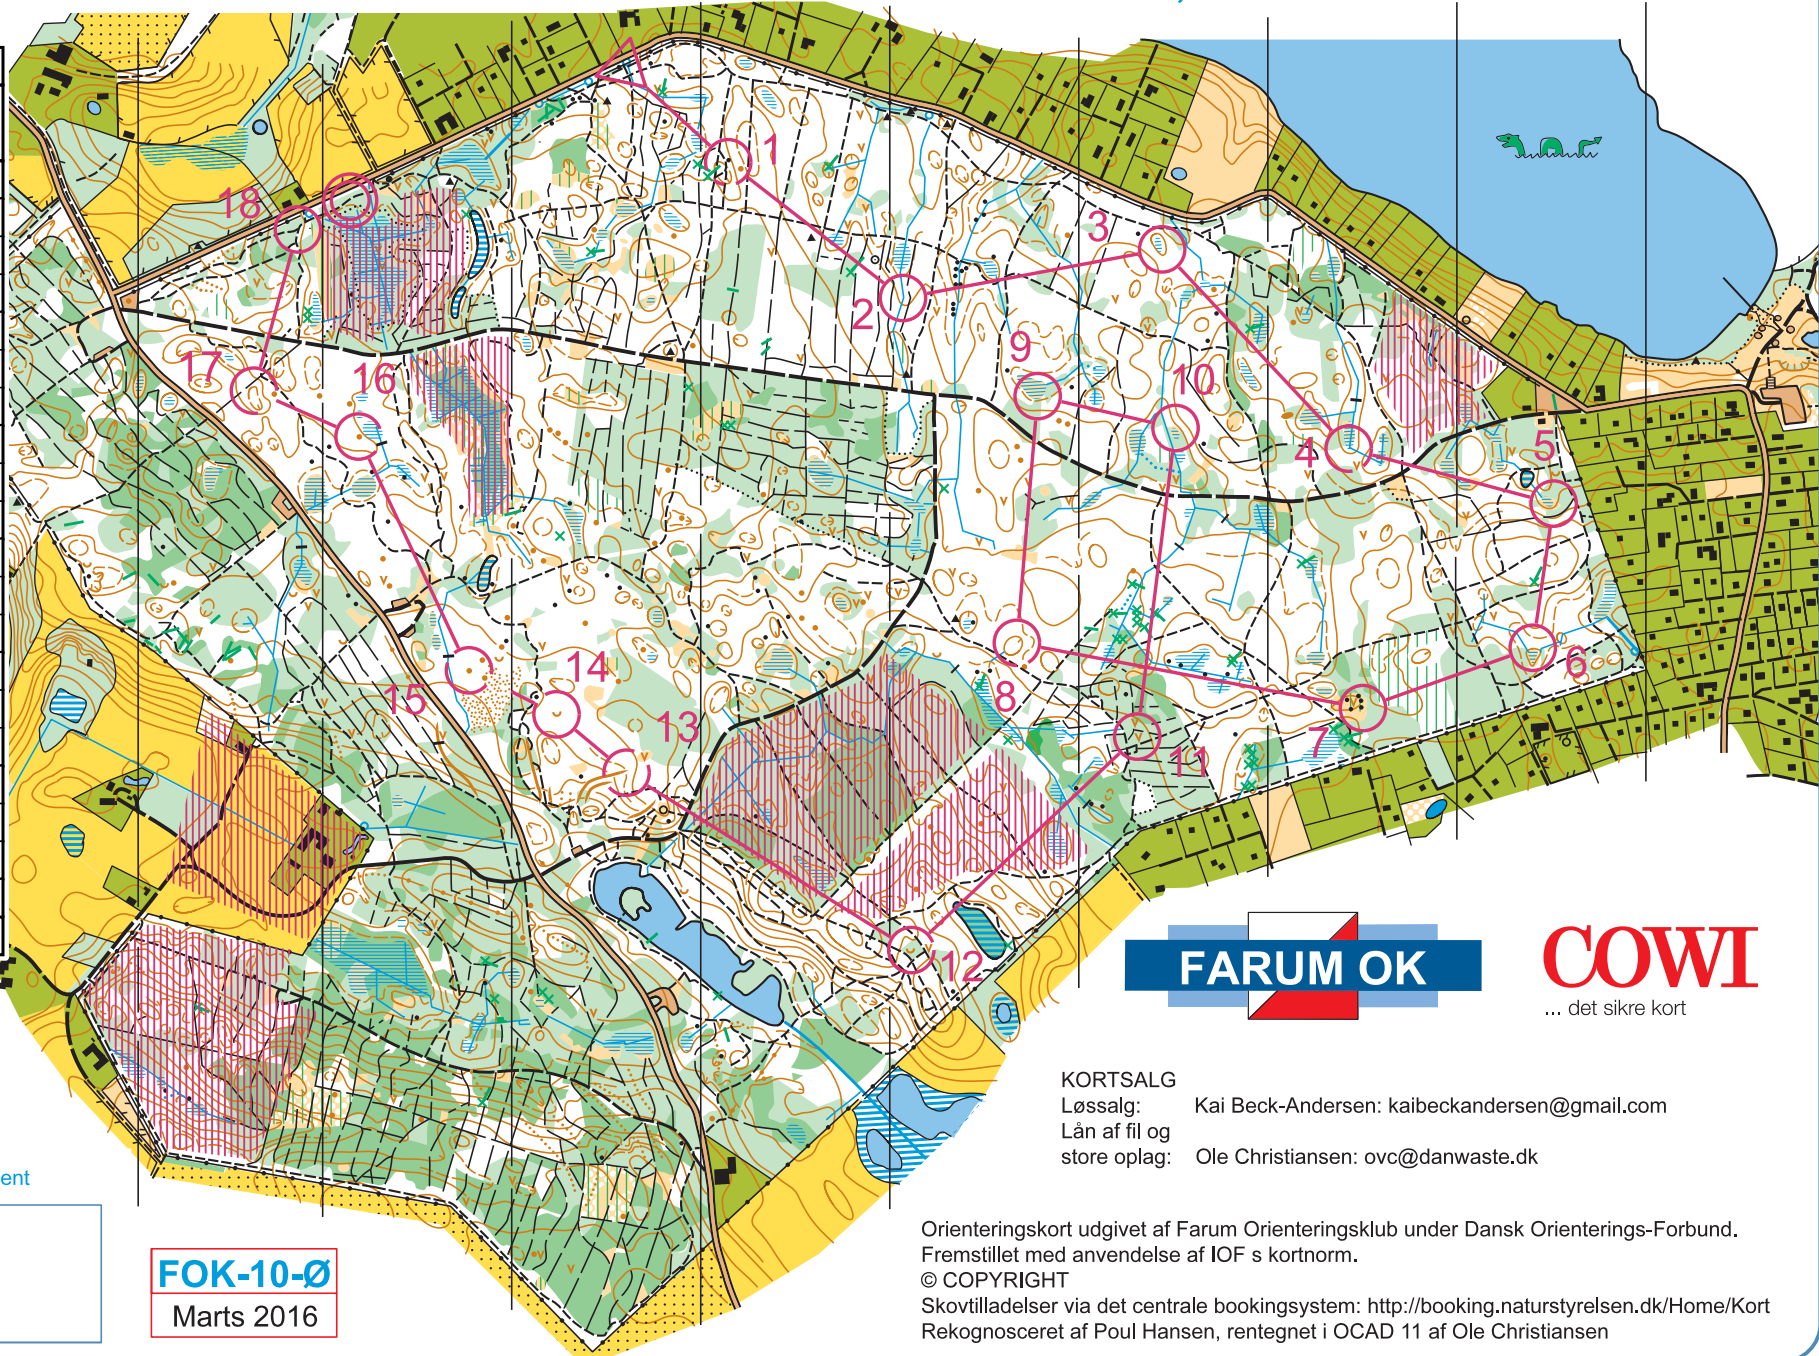 1
2
3
4
5
6
7
8
9
10
11
12
13
14
15
16
17
18
FARUM OK
COWI
... det sikre kort
KORTSALG
Løssalg: Kai Beck-Andersen: kaibeckandersen@gmail.com
Lån af fil og
store oplag: Ole Christiansen: ovc@danwaste.dk
ent
FOK-10-Ø
Marts 2016
Orienteringskort udgivet af Farum Orienteringsklub under Dansk Orienterings-Forbund.
Fremstillet med anvendelse af IOF s kortnorm.
© COPYRIGHT
Skovtilladelser via det centrale bookingsystem: http://booking.naturstyrelsen.dk/Home/Kort
Rekognosceret af Poul Hansen, rentegnet i OCAD 11 af Ole Christiansen